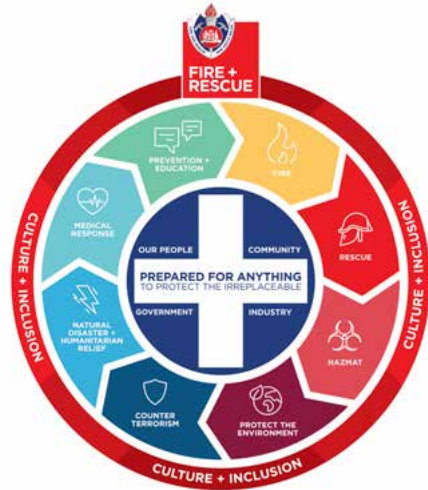 FIRE +
RESCUE
PREVENTION +
EDUCATION
FIRE
MEDICAL
RESPONSE
RESCUE
OUR PEOPLE
COMMUNITY
PREPARED FOR ANYTHING
TO PROTECT THE IRREPLACEABLE
GOVERNMENT
INDUSTRY
NATURAL
DISASTER +
HUMANITARIAN
RELIEF
HAZMAT
COUNTER
TERRORISM
PROTECT THE
ENVIRONMENT
CULTURE + INCLUSION
CULTURE + INCLUSION
CULTURE + INCLUSION